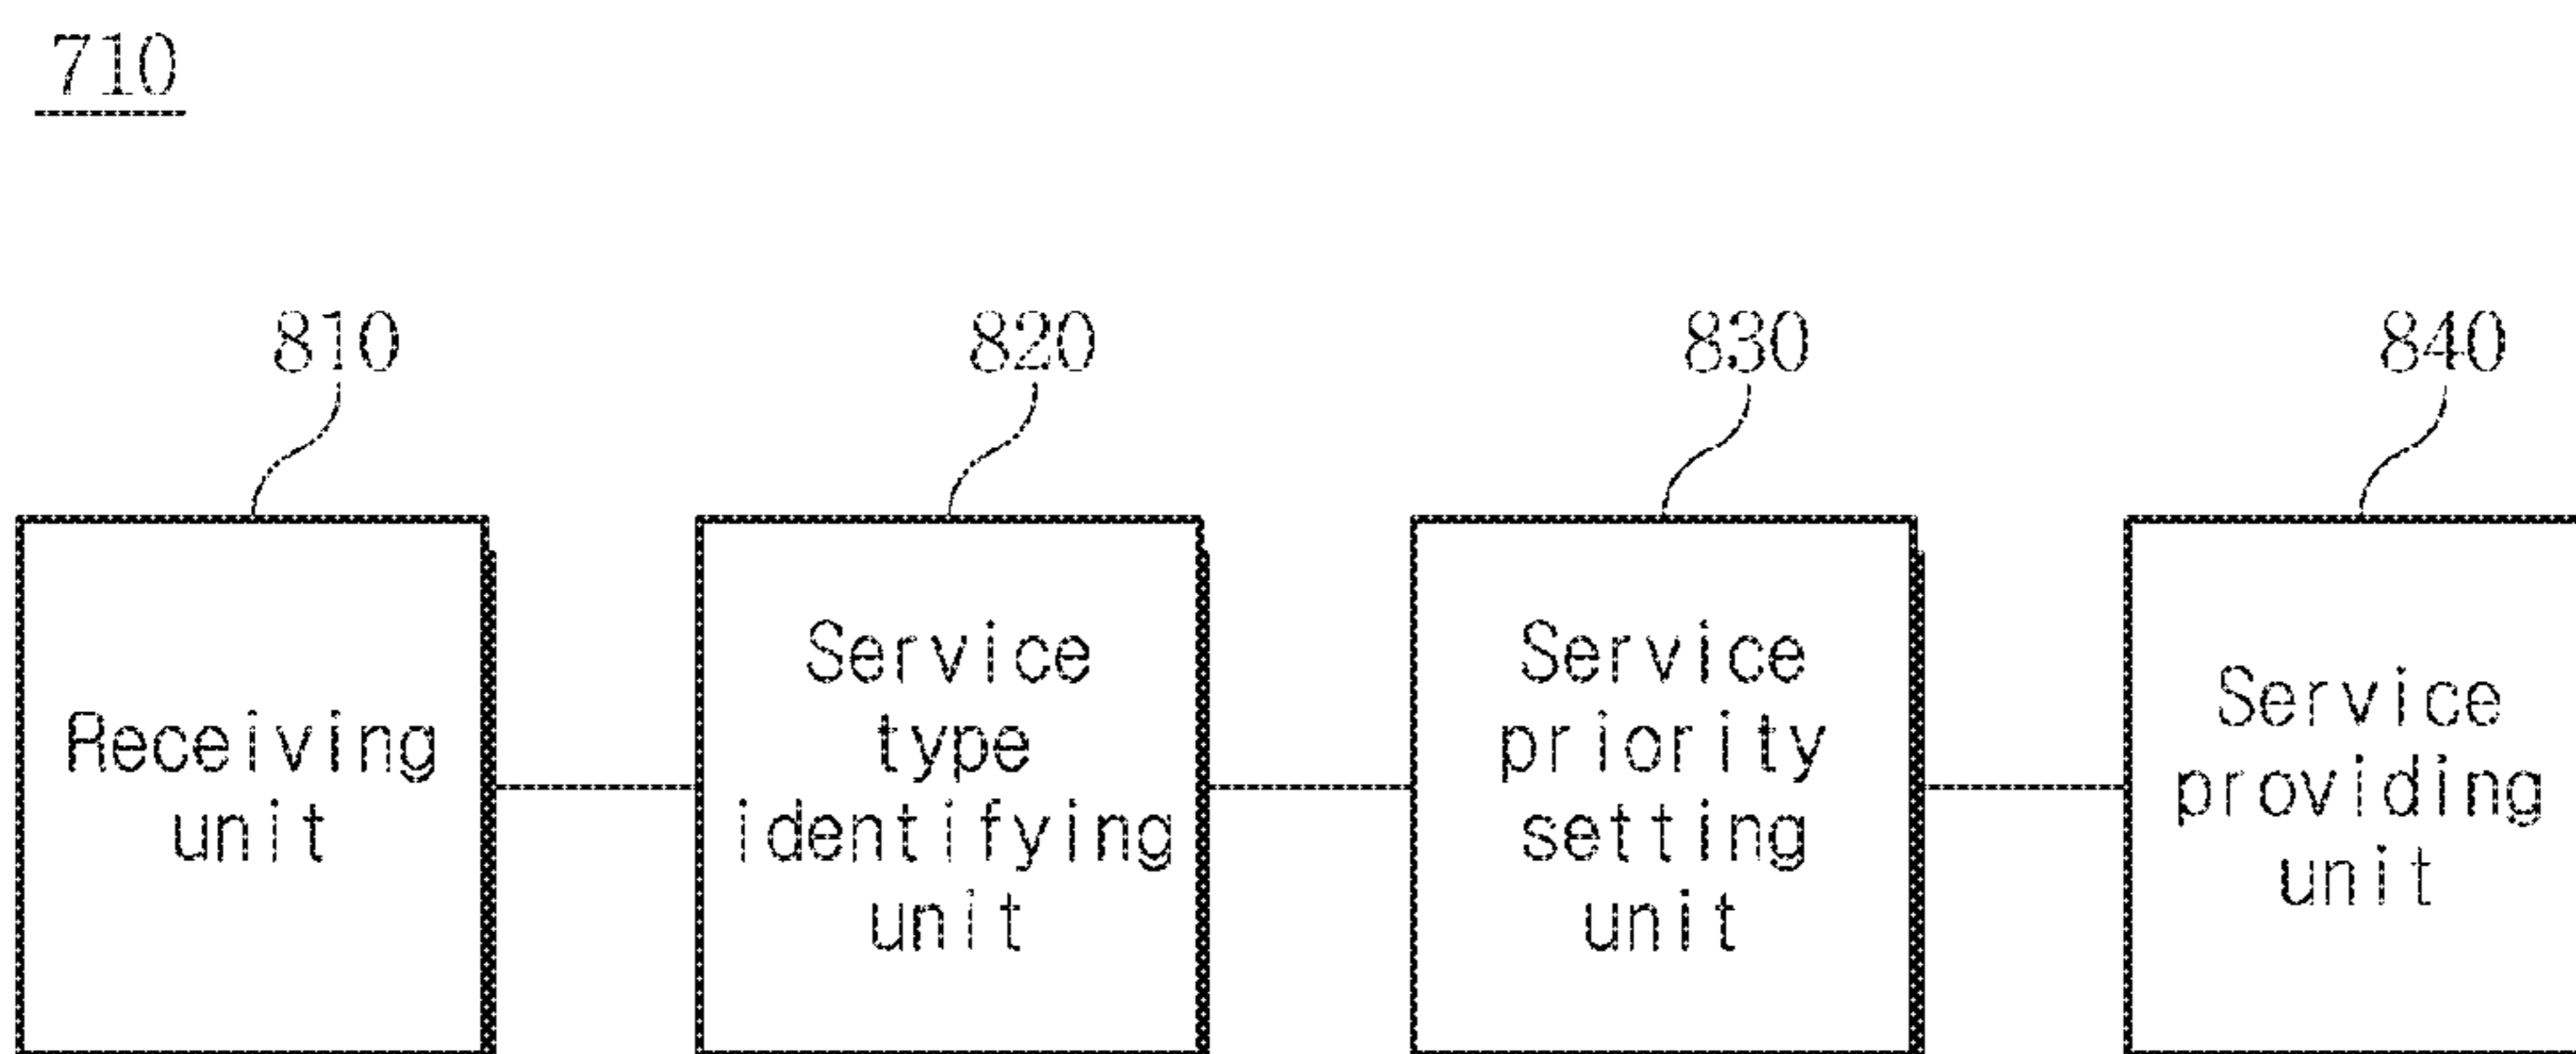 710
810
820
830
840
Receiving
unit
Service
type
identifying
unit
Service
priority
setting
unit
Service
providing
unit